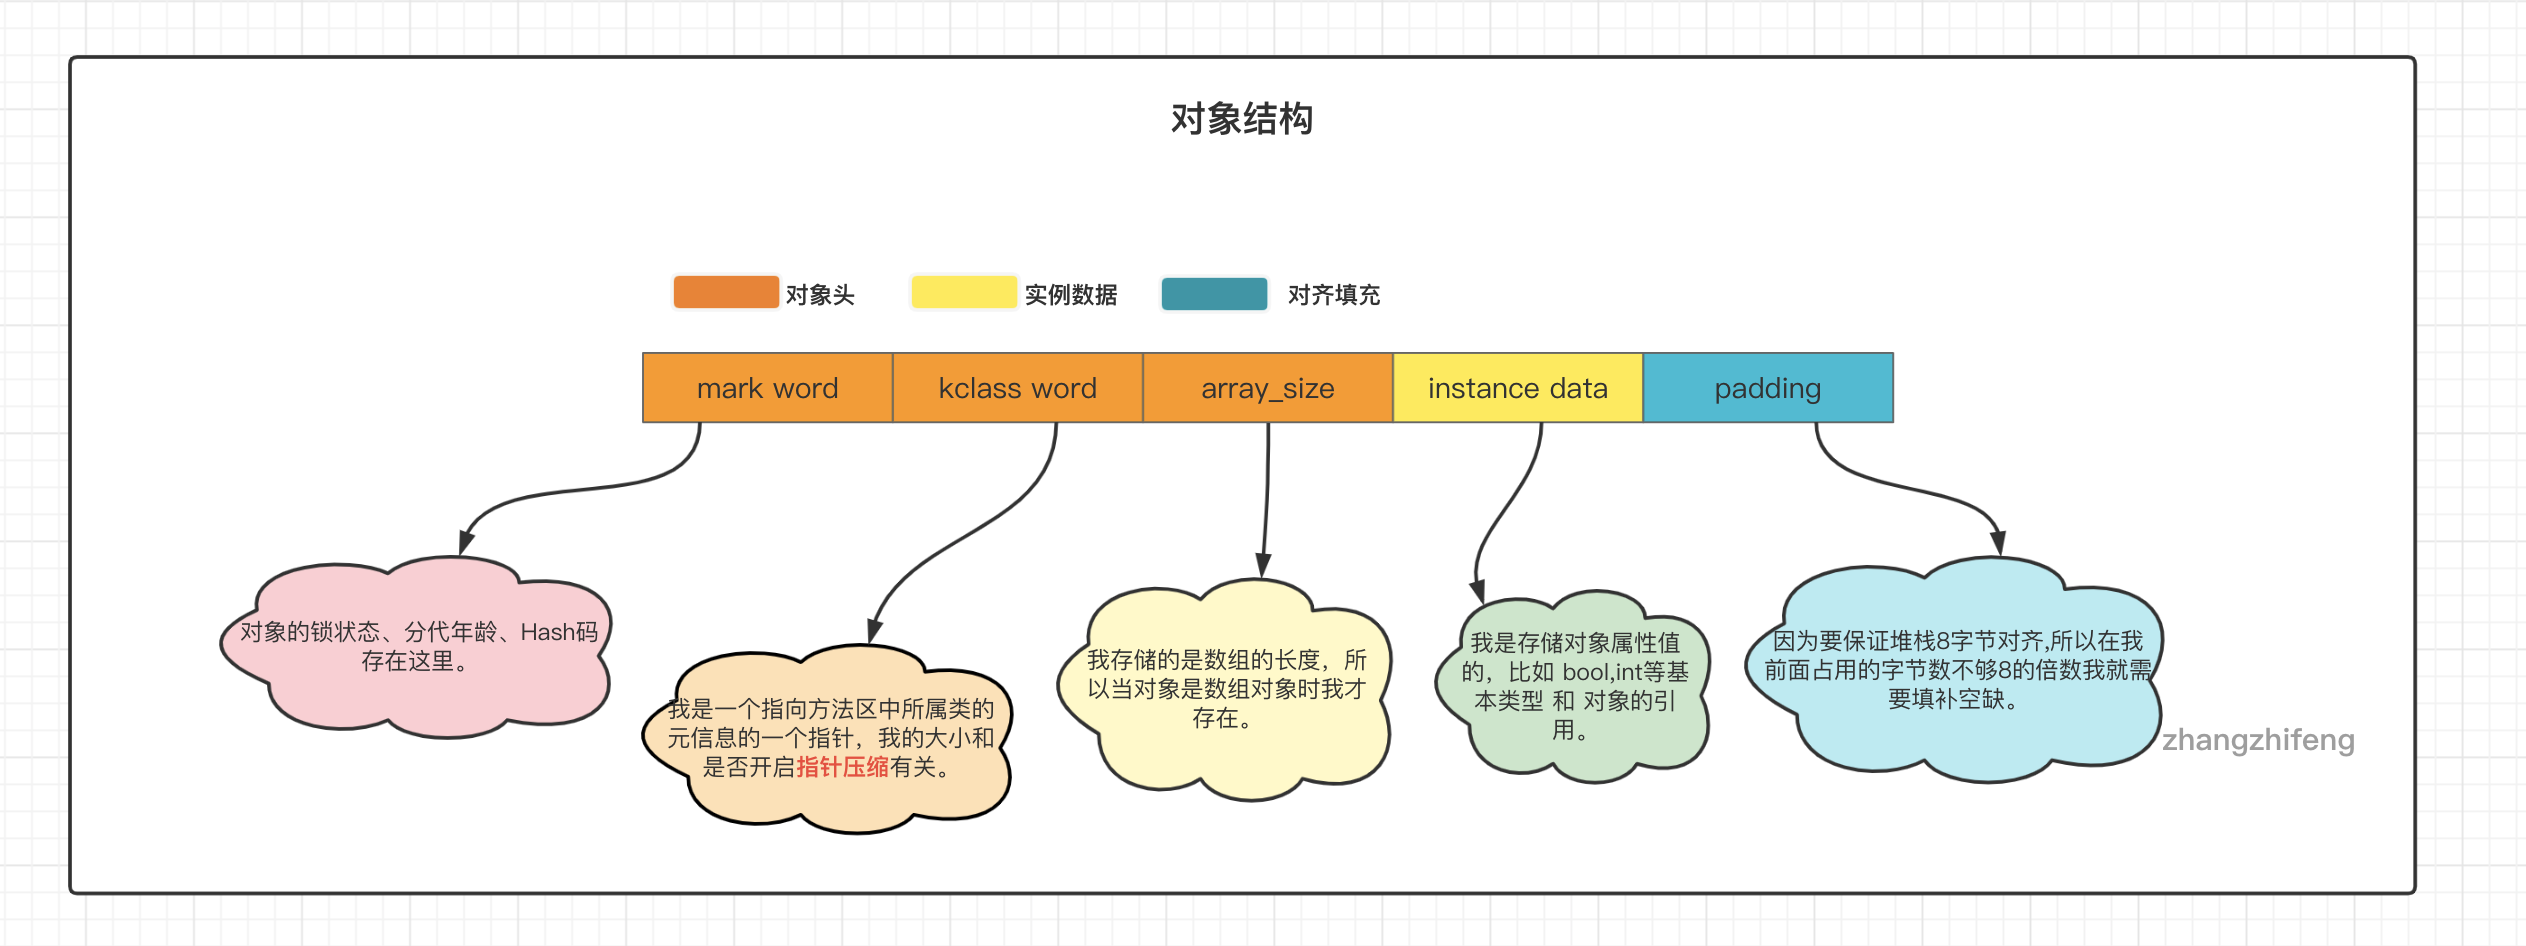 对象结构
对象头
实例数据
对齐填充
mark word
kclass word
array_size
instance data
padding
对象的锁状态、分代年龄、Hash码
存在这里。
我是一个指向方法区中所属类的
元信息的一个指针，我的大小和
是否开启指针压缩有关。
我存储的是数组的长度，所
以当对象是数组对象时我才
存在。
我是存储对象属性值
的，比如 bool,int等基
本类型 和 对象的引
用。
因为要保证堆栈8字节对齐,所以在我
前面占用的字节数不够8的倍数我就需
要填补空缺。
zhangzhifeng